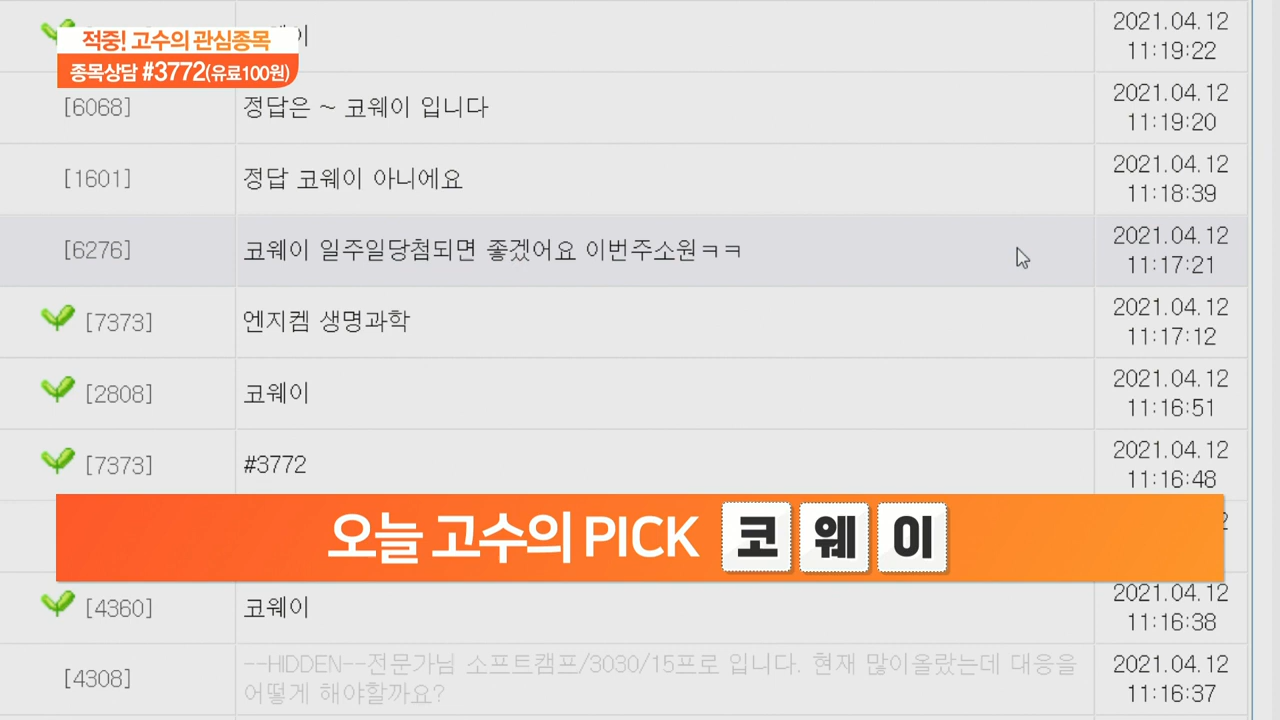 적중! 고수의 관심종목
종목상담 #3772(유료100원)
이
2021.04.12
11:19:22
[6068]
정답은 ~ 코웨이 입니다
2021.04.12
11:19:20
[1601]
정답 코웨이 아니에요
2021.04.12
11:18:39
[6276]
코웨이 일주일당첨되면 좋겠어요 이번주소원ㅋㅋ
2021.04.12
11:17:21
[7373]
엔지켐 생명과학
2021.04.12
11:17:12
[2808]
코웨이
2021.04.12
11:16:51
[7373]
#3772
2021.04.12
11:16:48
오늘 고수의 PICK 코웨이
[4360]
코웨이
2021.04.12
11:16:38
[4308]
--HIDDEN--전문가님 소프트캠프/3030/15프로 입니다. 현재 많이올랐는데 대응을
어떻게 해야할까요?
2021.04.12
11:16:37